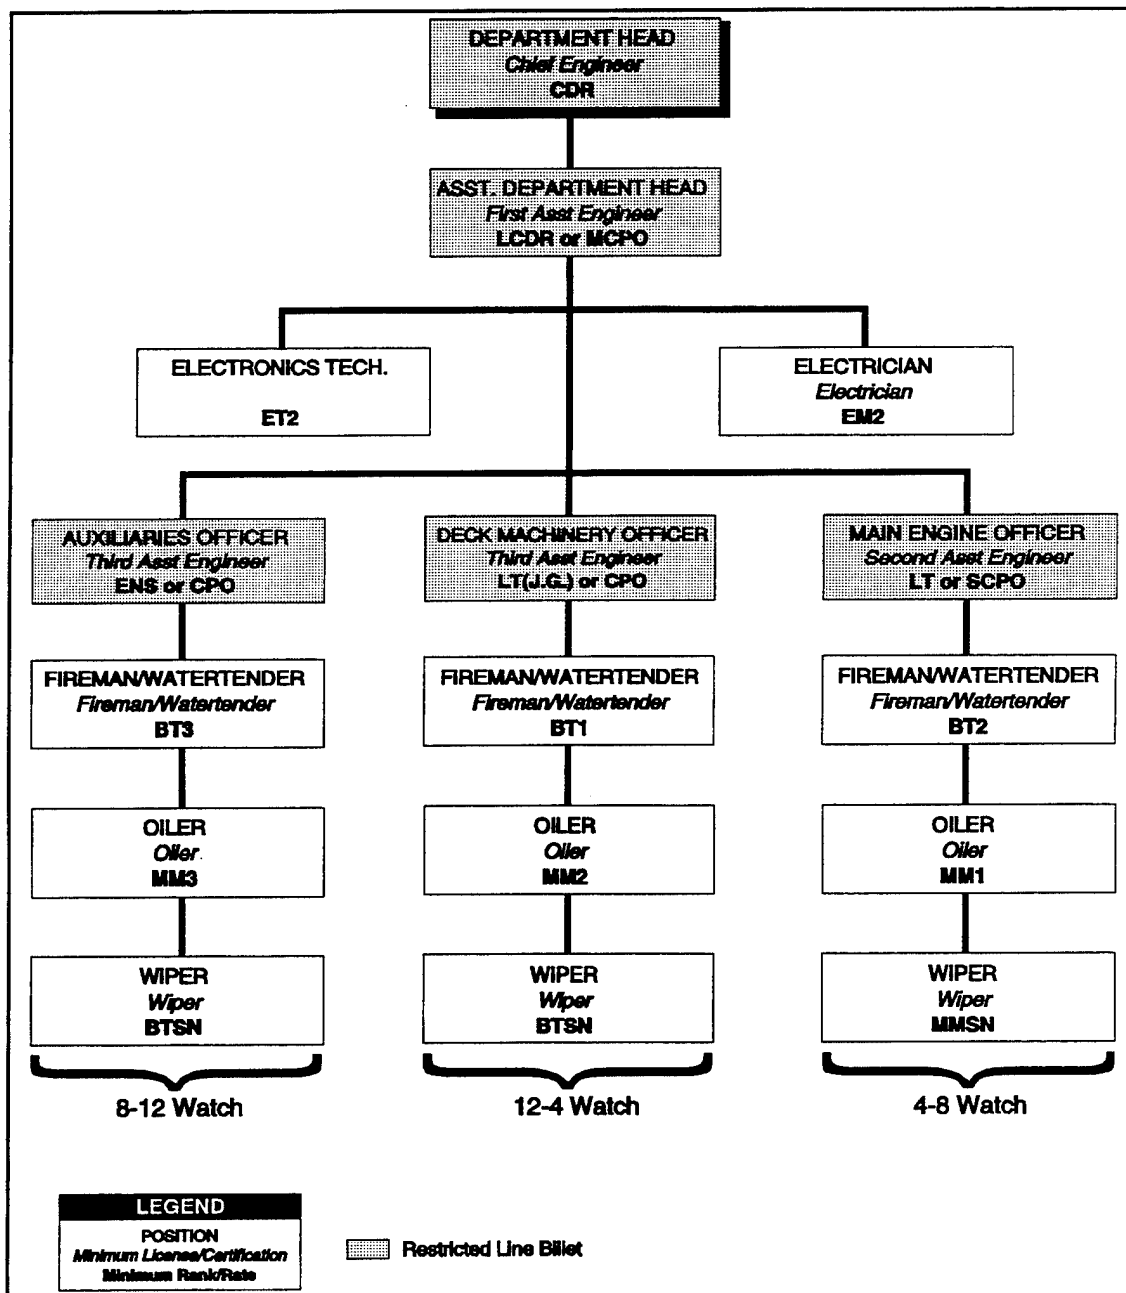 DEPARTMENT HEAD
Chief Engineer
CDR
ASST. DEPARTMENT HEAD
First Asst Engineer
LCDR or MCPO
ELECTRONICS TECH.
ET2
ELECTRICIAN
Electrician
EM2
AUXILIARIES OFFICER
Third Asst Engineer
ENS or CPO
DECK MACHINERY OFFICER
Third Asst Engineer
LT(J.G.) or CPO
MAIN ENGINE OFFICER
Second Asst Engineer
LT or SCPO
FIREMAN/WATERTENDER
Fireman/Watertender
BT3
FIREMAN/WATERTENDER
Fireman/Watertender
BT1
FIREMAN/WATERTENDER
Fireman/Watertender
BT2
OILER
Oiler
MM3
OILER
Oiler
MM2
OILER
Oiler
MM1
WIPER
Wiper
BTSN
WIPER
Wiper
BTSN
WIPER
Wiper
MMSN
8-12 Watch
12-4 Watch
4-8 Watch
LEGEND
POSITION
Minimum License/Certification
Minimum Rank/Rate
Restricted Line Billet